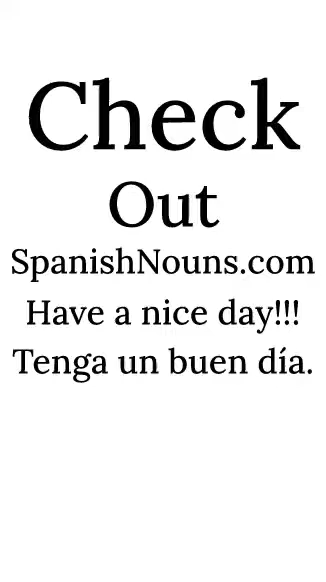 Check
Out
SpanishNouns.com
Have a nice day!!!
Tenga un buen día.